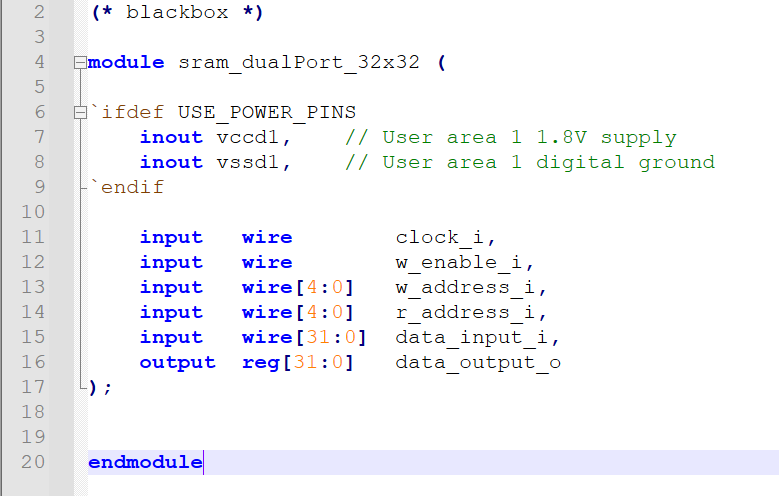 2 (* blackbox *)
3
4 module sram_dualPort_32x32 (
5
6 `ifdef USE_POWER_PINS
7 inout vccd1, // User area 1 1.8V supply
8 inout vssd1, // User area 1 digital ground
9 `endif
10
11 input wire clock_i,
12 input wire w_enable_i,
13 input wire[4:0] w_address_i,
14 input wire[4:0] r_address_i,
15 input wire[31:0] data_input_i,
16 output reg[31:0] data_output_o
17 );
18
19
20 endmodule